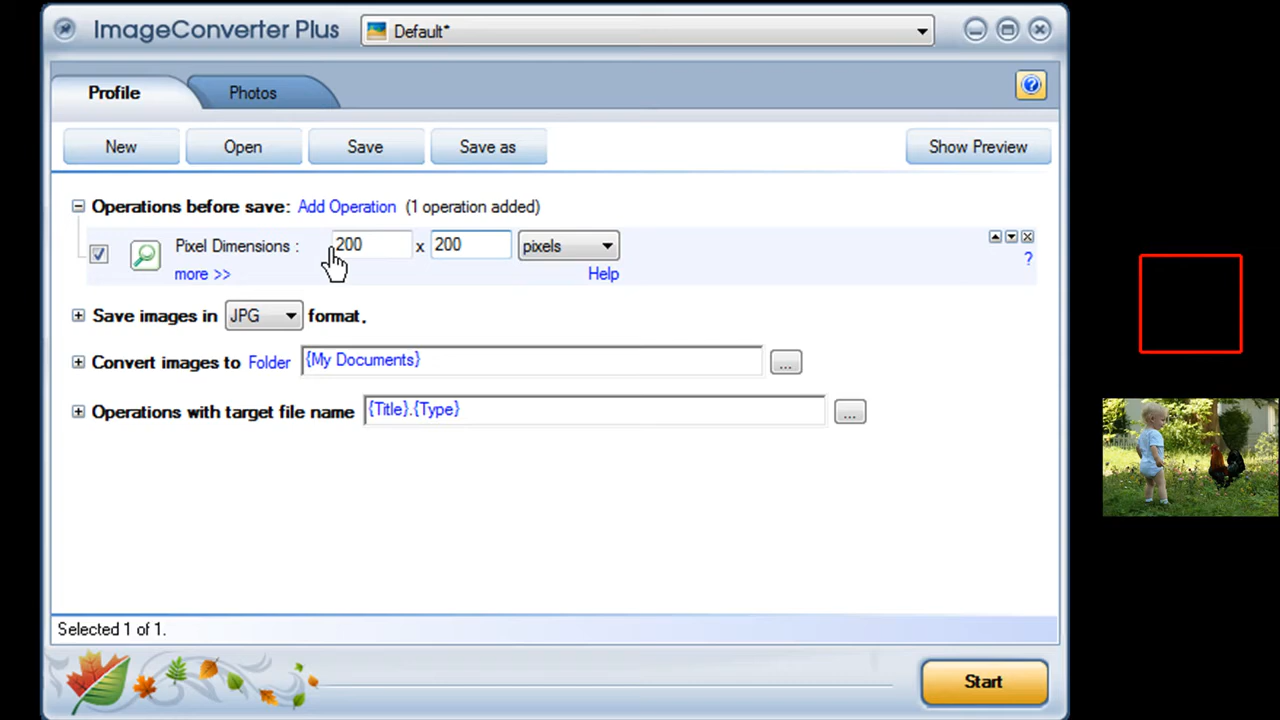 ImageConverter Plus
Default*
Profile
Photos
New
Open
Save
Save as
Show Preview
Operations before save: Add Operation (1 operation added)
Pixel Dimensions : 200 x 200 pixels
more >>
Help
?
Save images in JPG format.
Convert images to Folder {My Documents} ...
Operations with target file name {Title}.{Type} ...
Selected 1 of 1.
Start